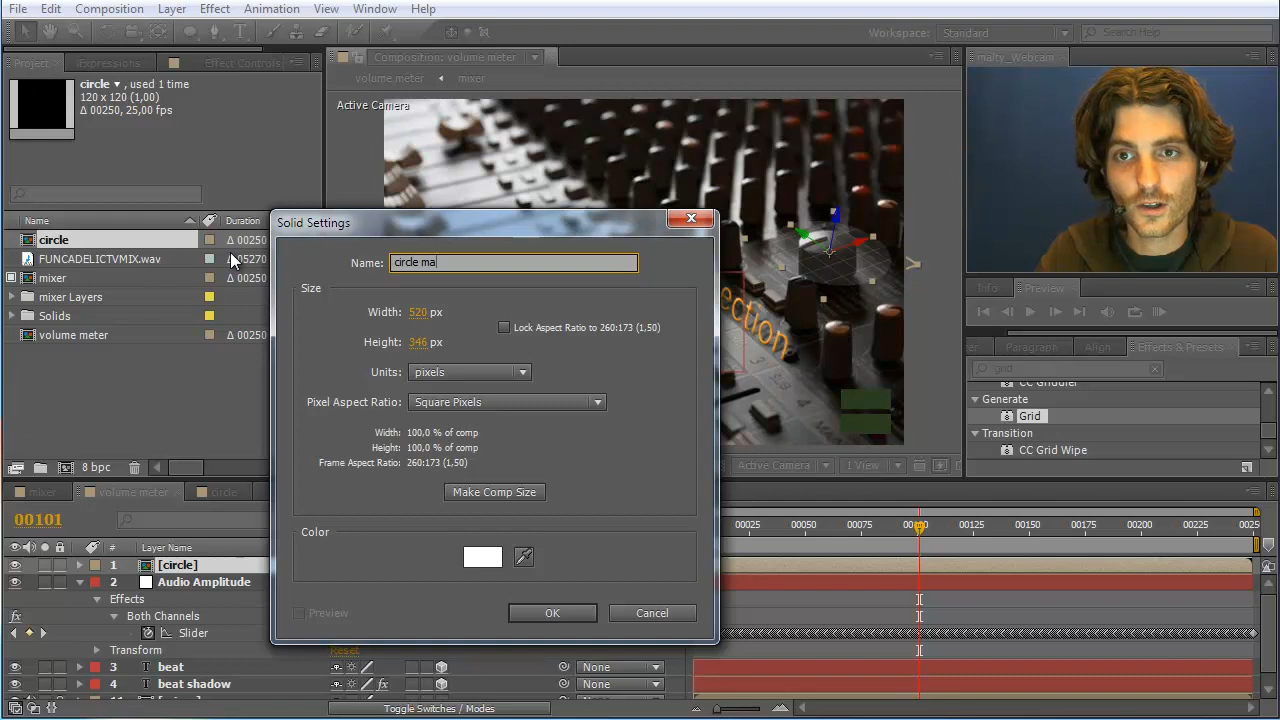 File Edit Composition Layer Effect Animation View Window Help
Workspace: Standard Search Help
Project Expressions Effect Controls
Composition: volume meter
malty_Webcam
circle , used 1 time
120 x 120 (1,00)
Δ 00250, 25,00 fps
volume meter mixer
Active Camera
Name Duration
circle Δ 00250
FUNCADELICTVMIX.wav 05270
mixer Δ 00250
mixer Layers
Solids
volume meter Δ 00250
8 bpc
Solid Settings
Name: circle ma
Size
Width: 520 px
Height: 346 px
Lock Aspect Ratio to 260:173 (1,50)
Units: pixels
Pixel Aspect Ratio: Square Pixels
Width: 100,0 % of comp
Height: 100,0 % of comp
Frame Aspect Ratio: 260:173 (1,50)
Make Comp Size
Color
Preview OK Cancel
ection
Active Camera 1 View
Info Preview
Paragraph Align Effects & Presets
grid
CC Griddler
Generate
Grid
Transition
CC Grid Wipe
mixer volume meter circle
00101
00025 00050 00075 00125 00150 00175 00200 00225 0025
# Layer Name
1 [circle]
2 Audio Amplitude
Effects
Both Channels
Slider
Transform Reset
3 T beat None
4 T beat shadow None
Toggle Switches / Modes